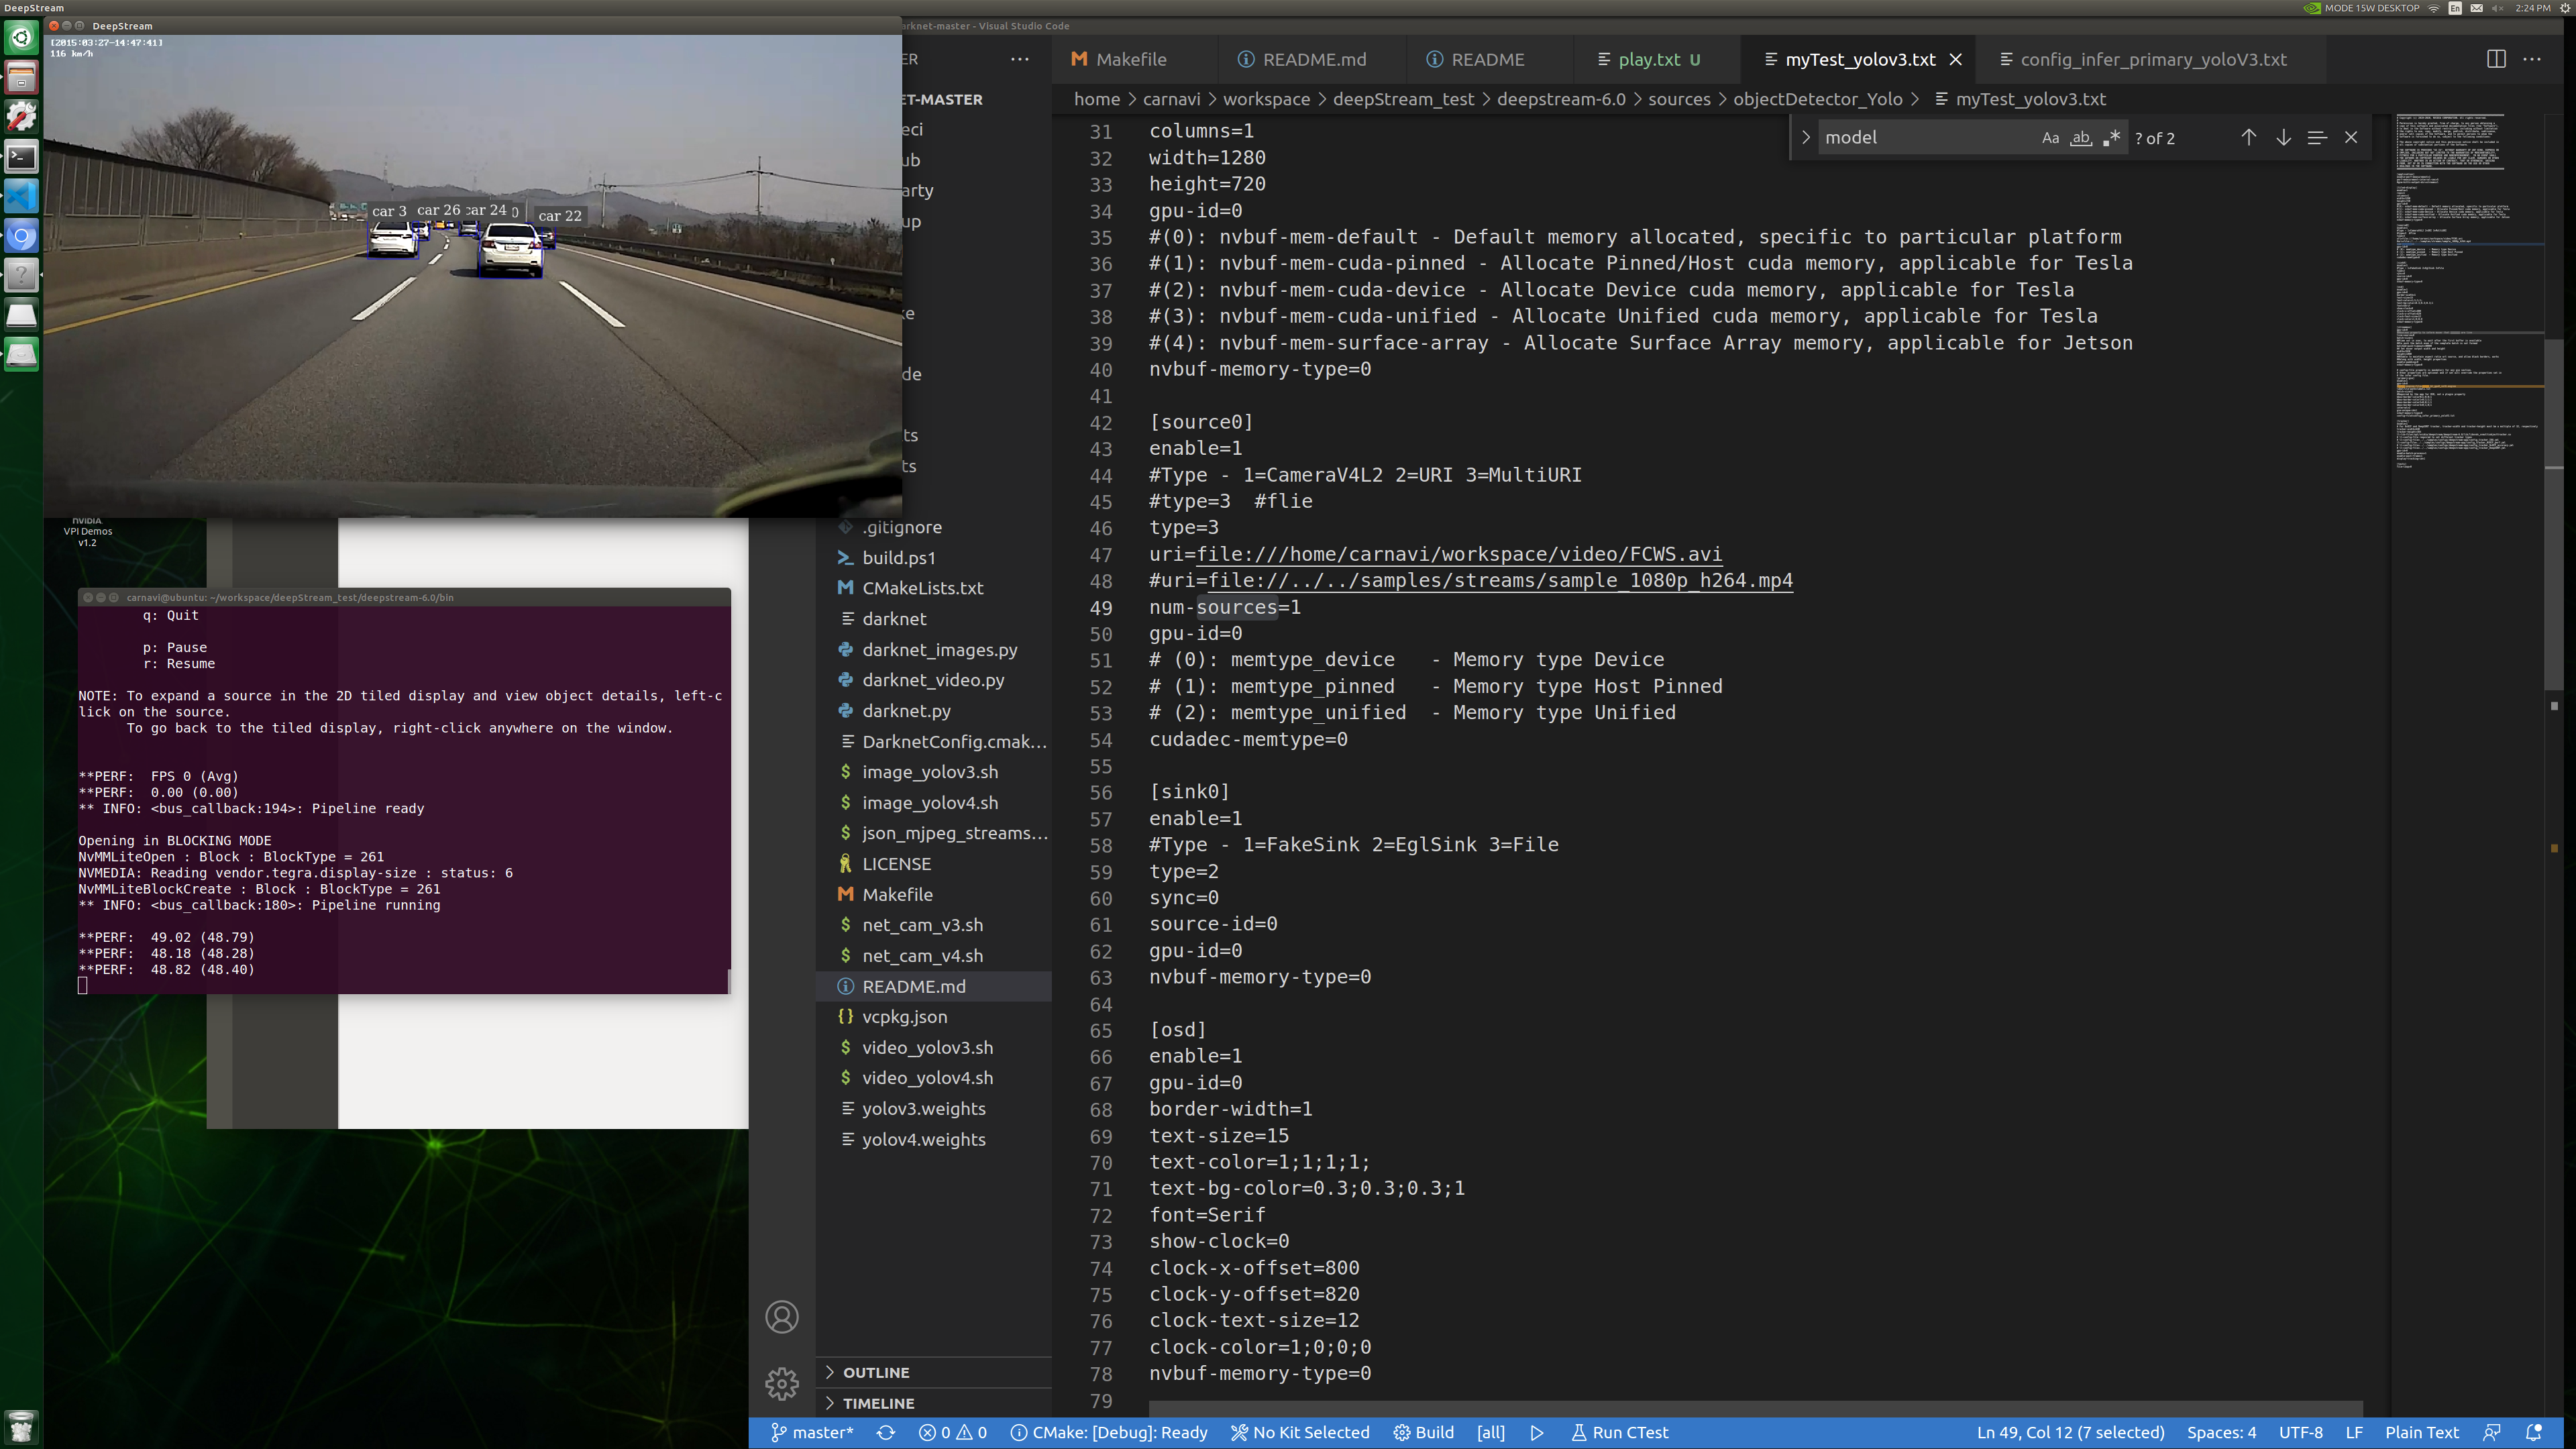 DeepStream
MODE 15W DESKTOP
En
2:24 PM
DeepStream
[2015:03:27-14:47:41]
116 km/h
car 3
car 26
car 24
car 22
VPI Demos
v1.2
carnavi@ubuntu: ~/workspace/deepStream_test/deepstream-6.0/bin
q: Quit
p: Pause
r: Resume
NOTE: To expand a source in the 2D tiled display and view object details, left-c
lick on the source.
To go back to the tiled display, right-click anywhere on the window.
**PERF:  FPS 0 (Avg)
**PERF:  0.00 (0.00)
** INFO: <bus_callback:194>: Pipeline ready
Opening in BLOCKING MODE
NvMMLiteOpen : Block : BlockType = 261
NVMEDIA: Reading vendor.tegra.display-size : status: 6
NvMMLiteBlockCreate : Block : BlockType = 261
** INFO: <bus_callback:180>: Pipeline running
**PERF:  49.02 (48.79)
**PERF:  48.18 (48.28)
**PERF:  48.82 (48.40)
arknet-master - Visual Studio Code
ER
ET-MASTER
eci
ub
arty
up
ke
de
ts
ts
.gitignore
build.ps1
CMakeLists.txt
darknet
darknet_images.py
darknet_video.py
darknet.py
DarknetConfig.cmak...
image_yolov3.sh
image_yolov4.sh
json_mjpeg_streams...
LICENSE
Makefile
net_cam_v3.sh
net_cam_v4.sh
README.md
vcpkg.json
video_yolov3.sh
video_yolov4.sh
yolov3.weights
yolov4.weights
OUTLINE
TIMELINE
Makefile
README.md
README
play.txt U
myTest_yolov3.txt
config_infer_primary_yoloV3.txt
home > carnavi > workspace > deepStream_test > deepstream-6.0 > sources > objectDetector_Yolo > myTest_yolov3.txt
model
Aa
ab
? of 2
31 columns=1
32 width=1280
33 height=720
34 gpu-id=0
35 #(0): nvbuf-mem-default - Default memory allocated, specific to particular platform
36 #(1): nvbuf-mem-cuda-pinned - Allocate Pinned/Host cuda memory, applicable for Tesla
37 #(2): nvbuf-mem-cuda-device - Allocate Device cuda memory, applicable for Tesla
38 #(3): nvbuf-mem-cuda-unified - Allocate Unified cuda memory, applicable for Tesla
39 #(4): nvbuf-mem-surface-array - Allocate Surface Array memory, applicable for Jetson
40 nvbuf-memory-type=0
41
42 [source0]
43 enable=1
44 #Type - 1=CameraV4L2 2=URI 3=MultiURI
45 #type=3  #flie
46 type=3
47 uri=file:///home/carnavi/workspace/video/FCWS.avi
48 #uri=file://../../samples/streams/sample_1080p_h264.mp4
49 num-sources=1
50 gpu-id=0
51 # (0): memtype_device   - Memory type Device
52 # (1): memtype_pinned   - Memory type Host Pinned
53 # (2): memtype_unified  - Memory type Unified
54 cudadec-memtype=0
55
56 [sink0]
57 enable=1
58 #Type - 1=FakeSink 2=EglSink 3=File
59 type=2
60 sync=0
61 source-id=0
62 gpu-id=0
63 nvbuf-memory-type=0
64
65 [osd]
66 enable=1
67 gpu-id=0
68 border-width=1
69 text-size=15
70 text-color=1;1;1;1;
71 text-bg-color=0.3;0.3;0.3;1
72 font=Serif
73 show-clock=0
74 clock-x-offset=800
75 clock-y-offset=820
76 clock-text-size=12
77 clock-color=1;0;0;0
78 nvbuf-memory-type=0
79
master*
0
0
CMake: [Debug]: Ready
No Kit Selected
Build
[all]
Run CTest
Ln 49, Col 12 (7 selected)
Spaces: 4
UTF-8
LF
Plain Text